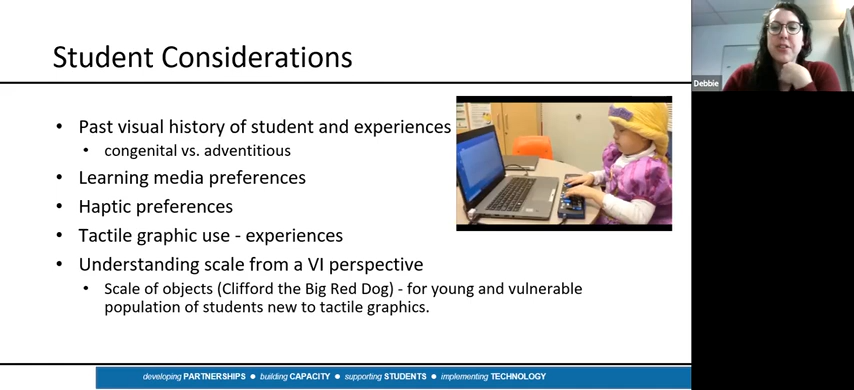 Student Considerations
Debbie
• Past visual history of student and experiences
• congenital vs. adventitious
• Learning media preferences
• Haptic preferences
• Tactile graphic use - experiences
• Understanding scale from a VI perspective
• Scale of objects (Clifford the Big Red Dog) - for young and vulnerable
population of students new to tactile graphics.
developing PARTNERSHIPS ● building CAPACITY ● supporting STUDENTS ● implementing TECHNOLOGY